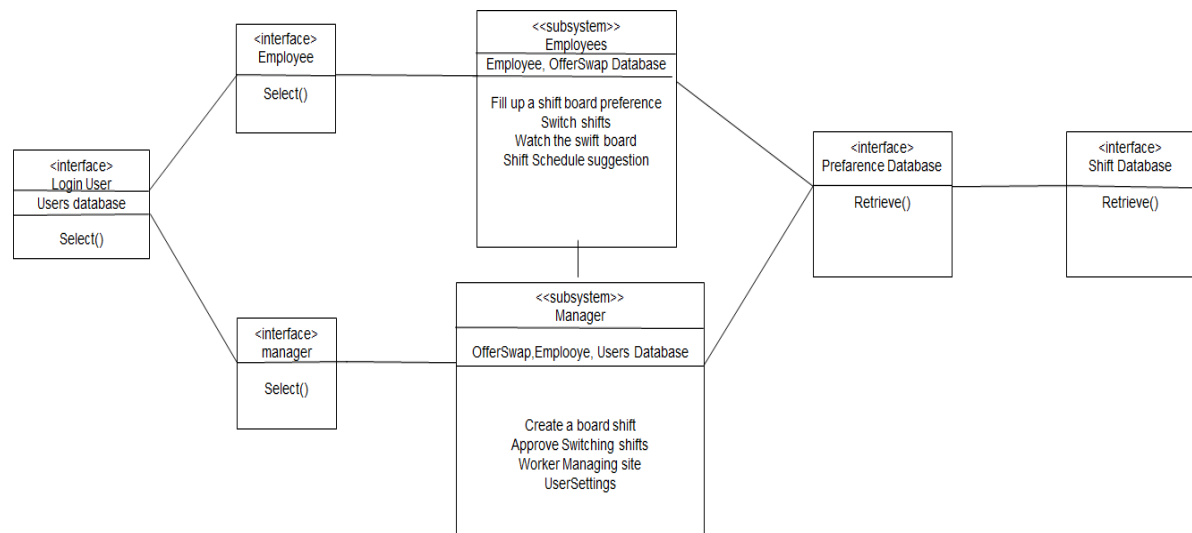 <interface>
Login User
Users database
Select()
<interface>
Employee
Select()
<interface>
manager
Select()
<<subsystem>>
Employees
Employee, OfferSwap Database
Fill up a shift board preference
Switch shifts
Watch the swift board
Shift Schedule suggestion
<<subsystem>>
Manager
OfferSwap,Emplooye, Users Database
Create a board shift
Approve Switching shifts
Worker Managing site
UserSettings
<interface>
Prefarence Database
Retrieve()
<interface>
Shift Database
Retrieve()